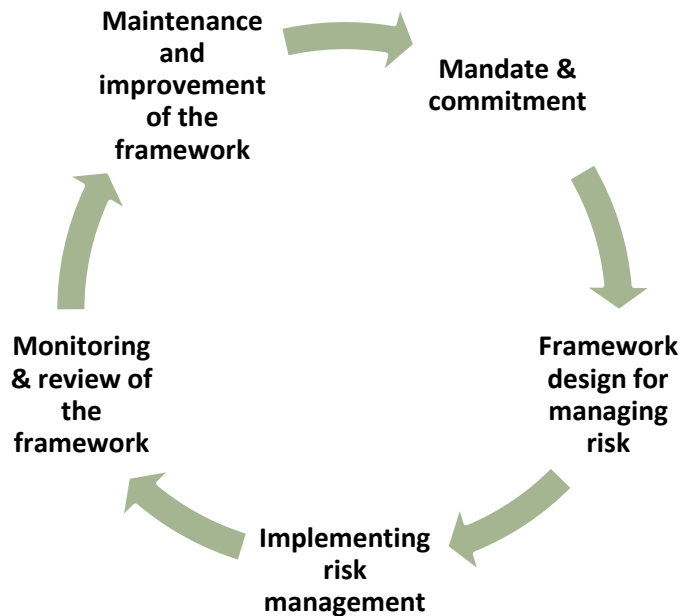 Maintenance
and
improvement
of the
framework
Mandate &
commitment
Framework
design for
managing
risk
Implementing
risk
management
Monitoring
& review of
the
framework